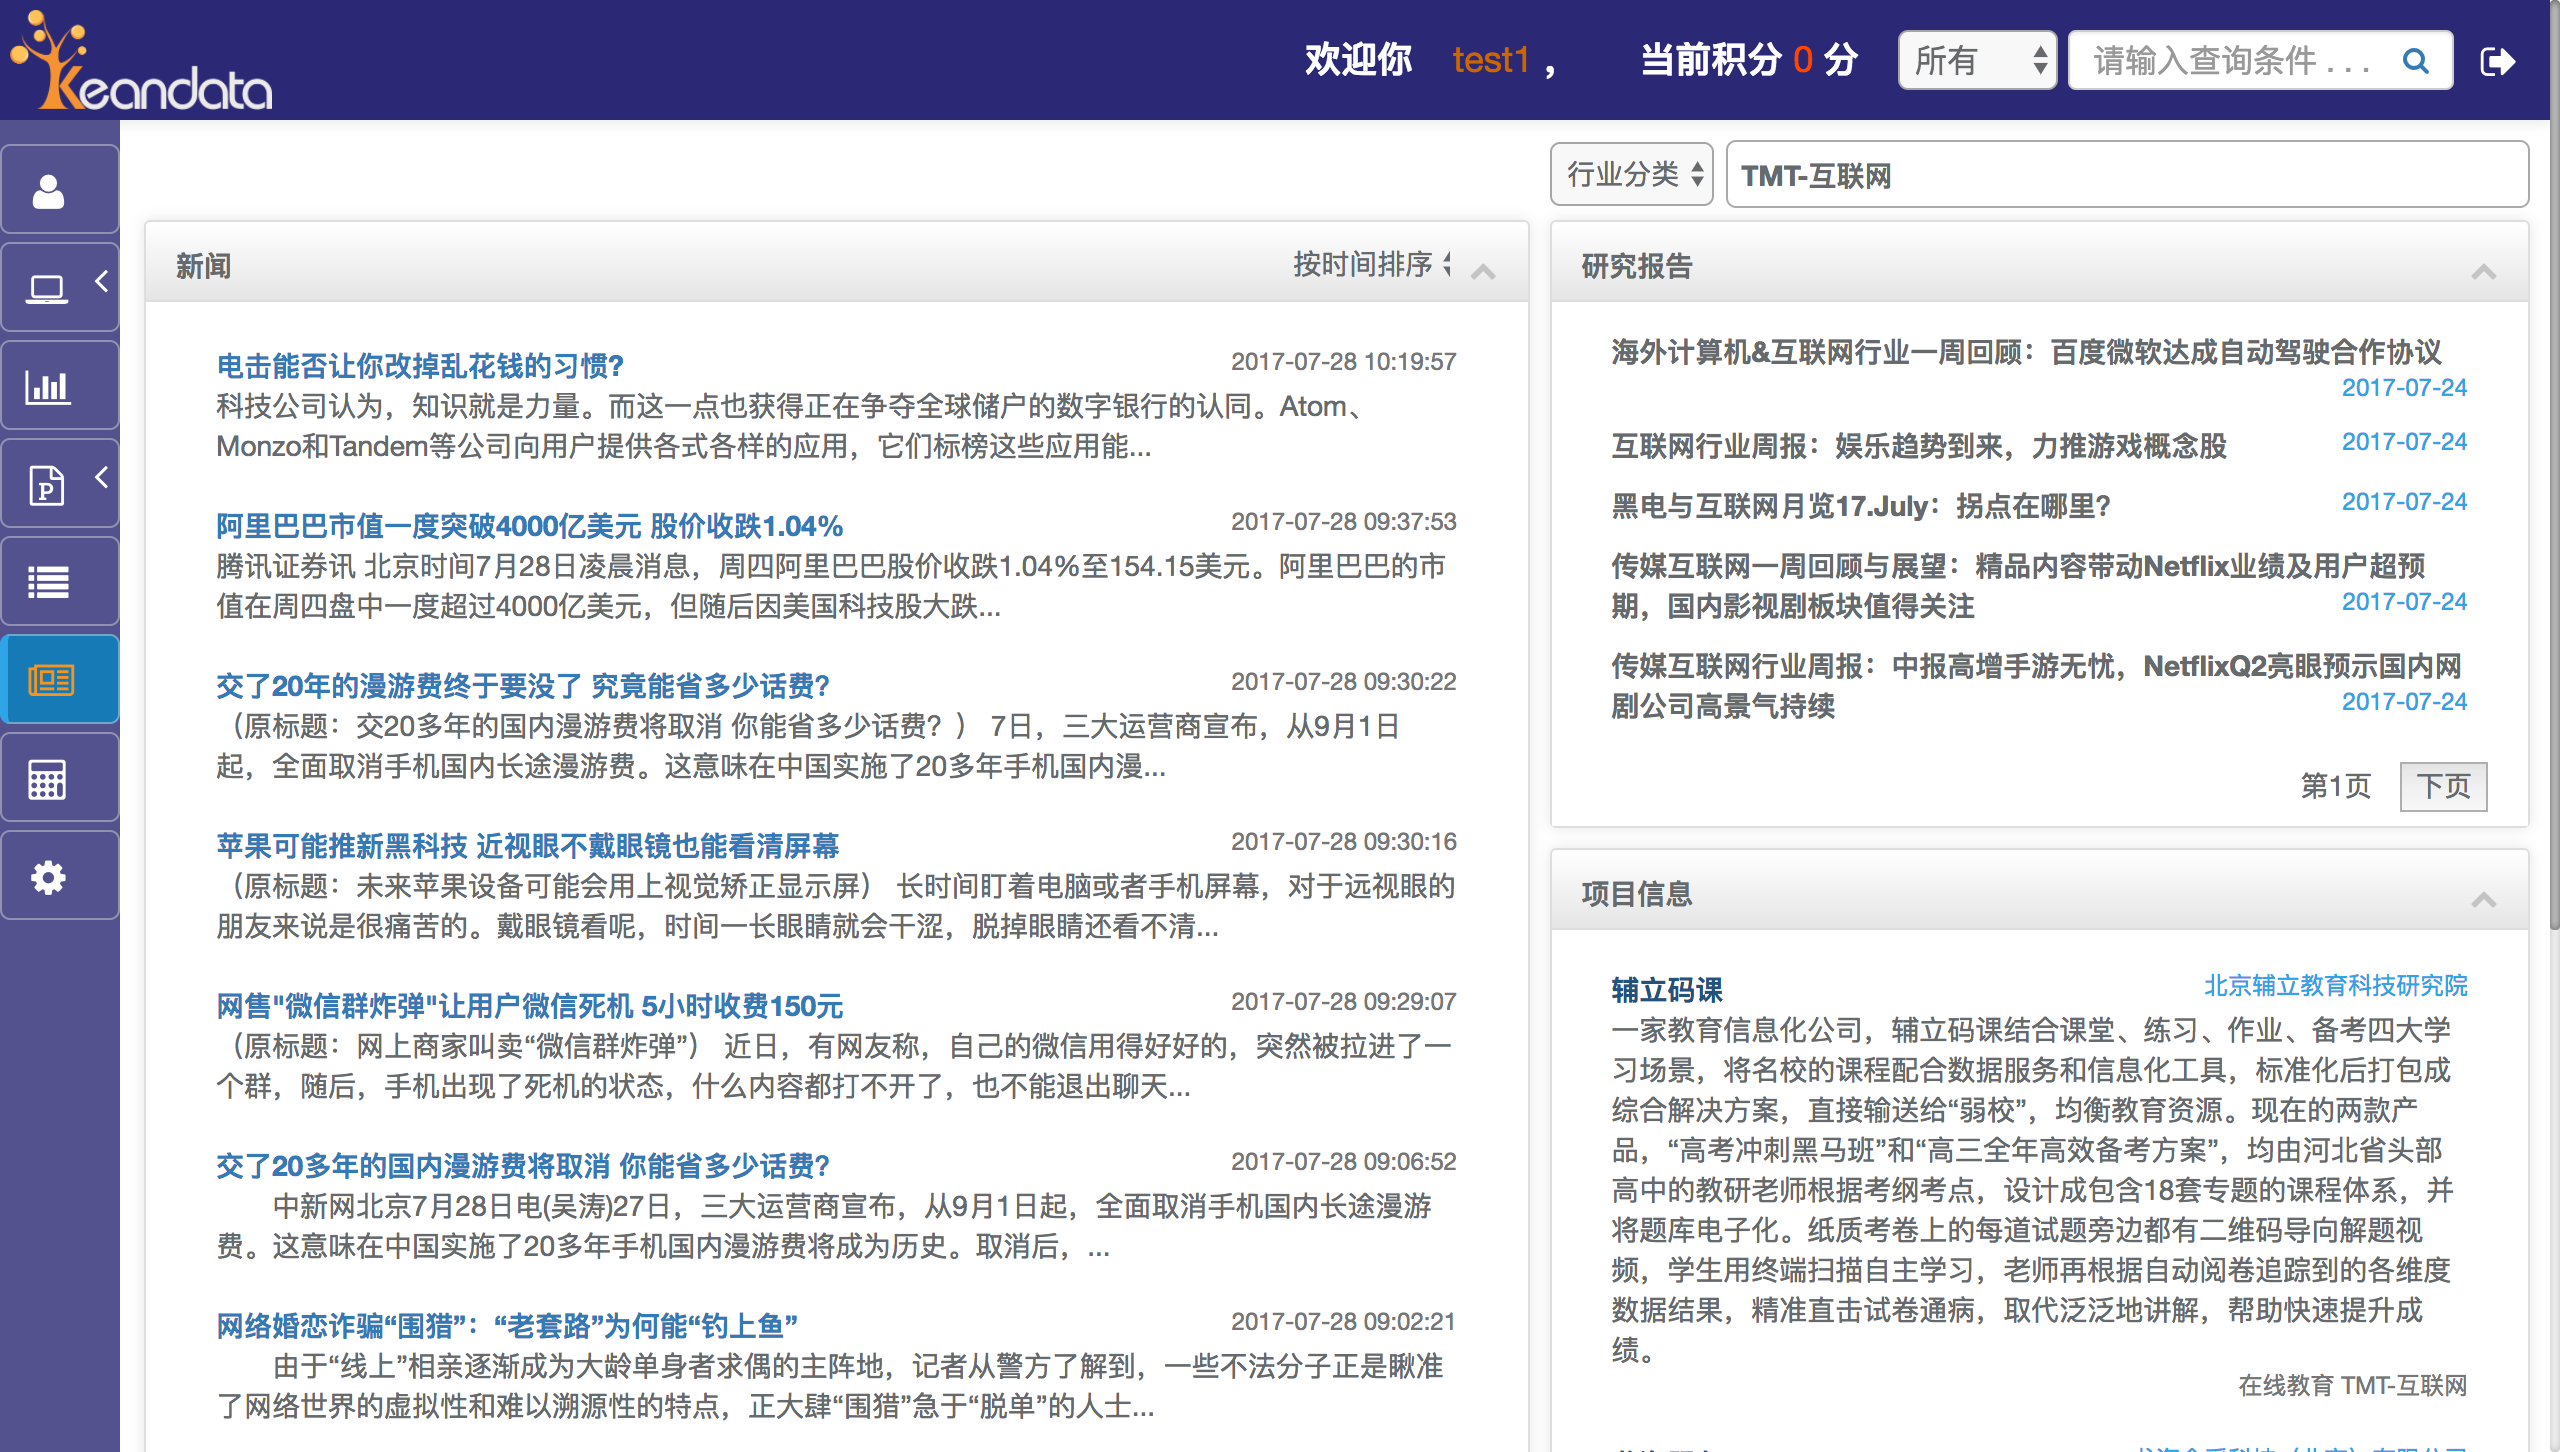 Keandata
欢迎你 test1 ， 当前积分 0 分
所有
请输入查询条件 . . .
行业分类
TMT-互联网
新闻
按时间排序
电击能否让你改掉乱花钱的习惯?
2017-07-28 10:19:57
科技公司认为，知识就是力量。而这一点也获得正在争夺全球储户的数字银行的认同。Atom、
Monzo和Tandem等公司向用户提供各式各样的应用，它们标榜这些应用能...
阿里巴巴市值一度突破4000亿美元 股价收跌1.04%
2017-07-28 09:37:53
腾讯证券讯 北京时间7月28日凌晨消息，周四阿里巴巴股价收跌1.04%至154.15美元。阿里巴巴的市
值在周四盘中一度超过4000亿美元，但随后因美国科技股大跌...
交了20年的漫游费终于要没了 究竟能省多少话费?
2017-07-28 09:30:22
（原标题：交20多年的国内漫游费将取消 你能省多少话费？） 7日，三大运营商宣布，从9月1日
起，全面取消手机国内长途漫游费。这意味在中国实施了20多年手机国内漫...
苹果可能推新黑科技 近视眼不戴眼镜也能看清屏幕
2017-07-28 09:30:16
（原标题：未来苹果设备可能会用上视觉矫正显示屏） 长时间盯着电脑或者手机屏幕，对于远视眼的
朋友来说是很痛苦的。戴眼镜看呢，时间一长眼睛就会干涩，脱掉眼睛还看不清...
网售"微信群炸弹"让用户微信死机 5小时收费150元
2017-07-28 09:29:07
（原标题：网上商家叫卖“微信群炸弹”） 近日，有网友称，自己的微信用得好好的，突然被拉进了一
个群，随后，手机出现了死机的状态，什么内容都打不开了，也不能退出聊天...
交了20多年的国内漫游费将取消 你能省多少话费?
2017-07-28 09:06:52
中新网北京7月28日电(吴涛)27日，三大运营商宣布，从9月1日起，全面取消手机国内长途漫游
费。这意味在中国实施了20多年手机国内漫游费将成为历史。取消后，...
网络婚恋诈骗“围猎”：“老套路”为何能“钓上鱼”
2017-07-28 09:02:21
由于“线上”相亲逐渐成为大龄单身者求偶的主阵地，记者从警方了解到，一些不法分子正是瞅准
了网络世界的虚拟性和难以溯源性的特点，正大肆“围猎”急于“脱单”的人士...
研究报告
海外计算机&互联网行业一周回顾：百度微软达成自动驾驶合作协议
2017-07-24
互联网行业周报：娱乐趋势到来，力推游戏概念股
2017-07-24
黑电与互联网月览17.July：拐点在哪里?
2017-07-24
传媒互联网一周回顾与展望：精品内容带动Netflix业绩及用户超预
期，国内影视剧板块值得关注
2017-07-24
传媒互联网行业周报：中报高增手游无忧，NetflixQ2亮眼预示国内网
剧公司高景气持续
2017-07-24
第1页
下页
项目信息
辅立码课
北京辅立教育科技研究院
一家教育信息化公司，辅立码课结合课堂、练习、作业、备考四大学
习场景，将名校的课程配合数据服务和信息化工具，标准化后打包成
综合解决方案，直接输送给“弱校”，均衡教育资源。现在的两款产
品，“高考冲刺黑马班”和“高三全年高效备考方案”，均由河北省头部
高中的教研老师根据考纲考点，设计成包含18套专题的课程体系，并
将题库电子化。纸质考卷上的每道试题旁边都有二维码导向解题视
频，学生用终端扫描自主学习，老师再根据自动阅卷追踪到的各维度
数据结果，精准直击试卷通病，取代泛泛地讲解，帮助快速提升成
绩。
在线教育 TMT-互联网